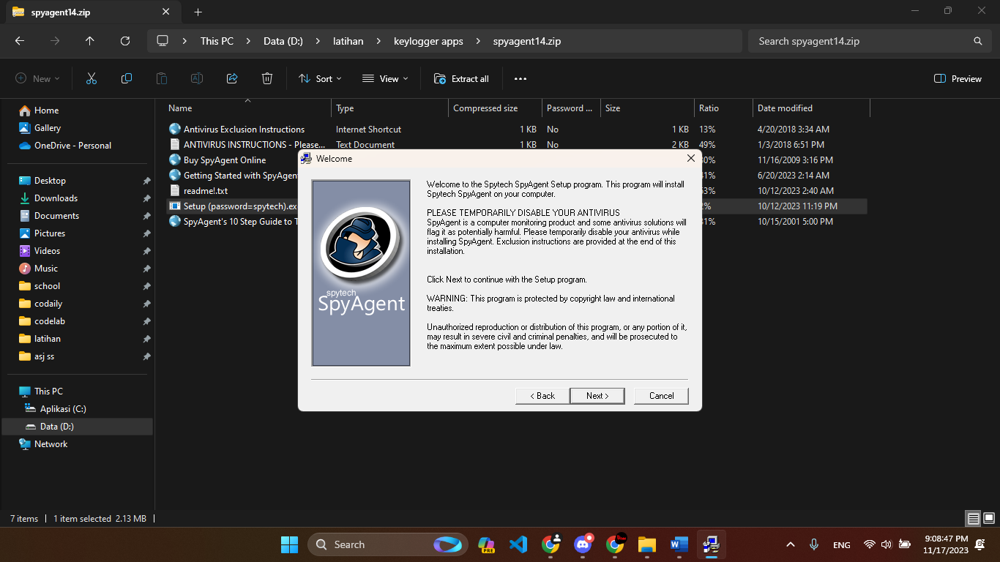 spyagent14.zip
This PC
Data (D:)
latihan
keylogger apps
spyagent14.zip
Search spyagent14.zip
New
Sort
View
Extract all
Preview
Home
Gallery
OneDrive - Personal
Desktop
Downloads
Documents
Pictures
Videos
Music
school
codaily
codelab
latihan
asj ss
This PC
Aplikasi (C:)
Data (D:)
Network
Name Type Compressed size Password ... Size Ratio Date modified
Antivirus Exclusion Instructions Internet Shortcut 1 KB No 1 KB 13% 4/20/2018 3:34 AM
ANTIVIRUS INSTRUCTIONS - Please... Text Document 1 KB No 2 KB 49% 1/3/2018 6:51 PM
Buy SpyAgent Online 11/16/2009 3:16 PM
Getting Started with SpyAgen 6/20/2023 2:14 AM
readme!.txt 10/12/2023 2:40 AM
Setup (password=spytech).ex 10/12/2023 11:19 PM
SpyAgent's 10 Step Guide to T 10/15/2001 5:00 PM
Welcome
spytech
SpyAgent
Welcome to the Spytech SpyAgent Setup program. This program will install
Spytech SpyAgent on your computer.
PLEASE TEMPORARILY DISABLE YOUR ANTIVIRUS
SpyAgent is a computer monitoring product and some antivirus solutions will
flag it as potentially harmful. Please temporarily disable your antivirus while
installing SpyAgent. Exclusion instructions are provided at the end of this
installation.
Click Next to continue with the Setup program.
WARNING: This program is protected by copyright law and international
treaties.
Unauthorized reproduction or distribution of this program, or any portion of it,
may result in severe civil and criminal penalties, and will be prosecuted to
the maximum extent possible under law.
< Back
Next >
Cancel
7 items
1 item selected 2.13 MB
Search
PRE
ENG
9:08:47 PM
11/17/2023